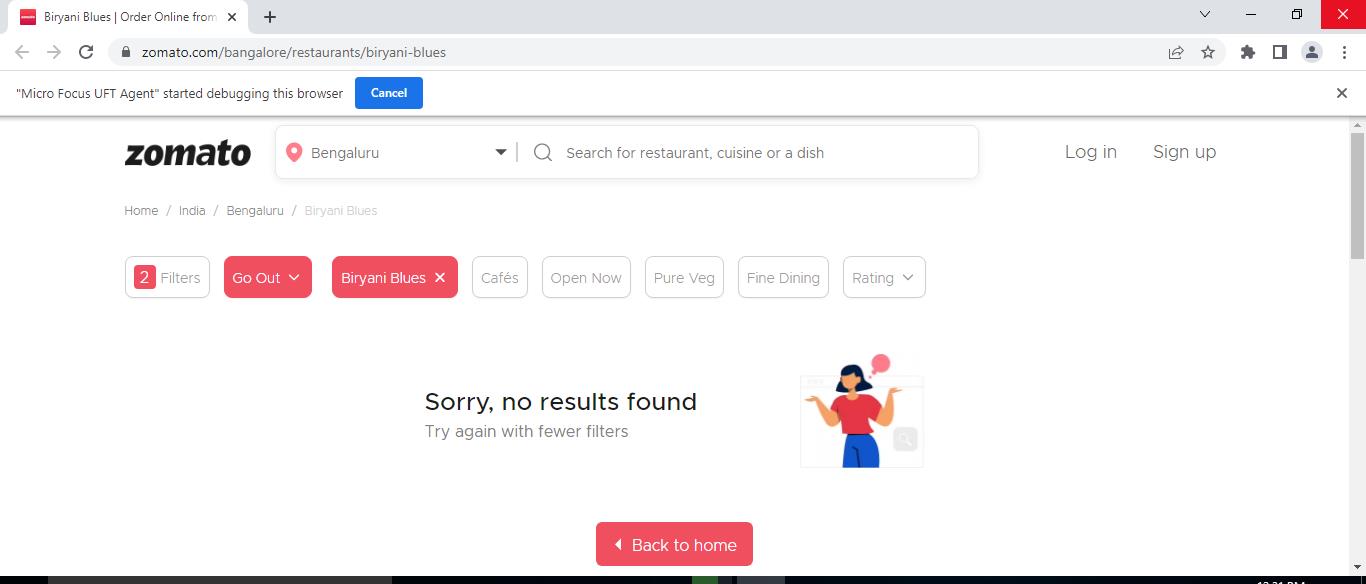 Biryani Blues | Order Online from
zomato.com/bangalore/restaurants/biryani-blues
"Micro Focus UFT Agent" started debugging this browser Cancel
zomato Bengaluru Search for restaurant, cuisine or a dish Log in Sign up
Home / India / Bengaluru / Biryani Blues
2 Filters Go Out Biryani Blues Cafés Open Now Pure Veg Fine Dining Rating
Sorry, no results found
Try again with fewer filters
Back to home